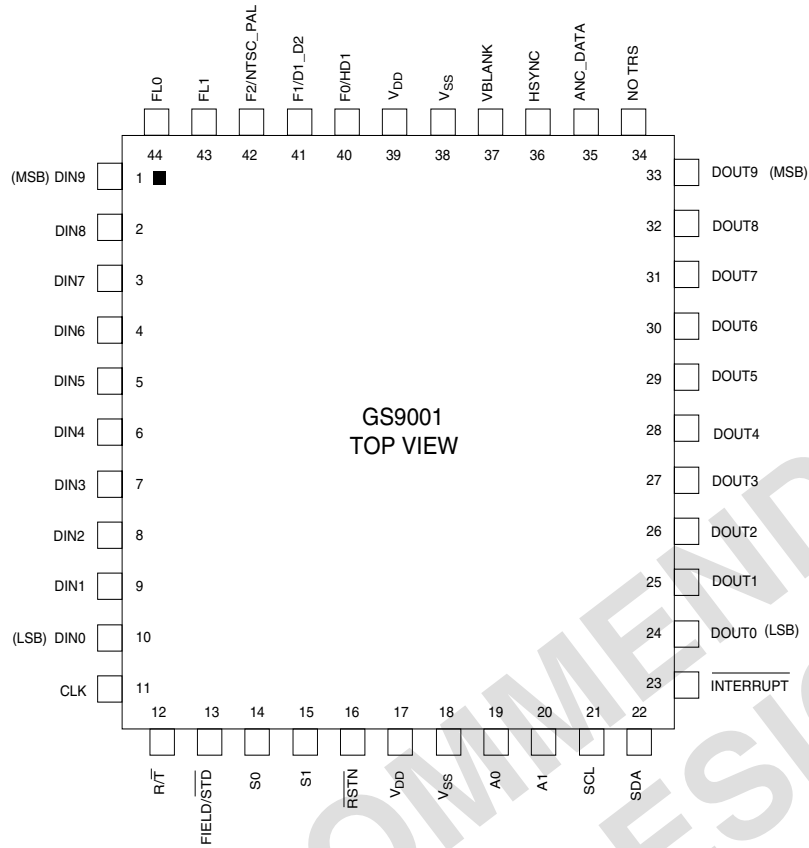 FL0
FL1
F2/NTSC_PAL
F1/D1_D2
F0/HD1
VDD
VSS
VBLANK
HSYNC
ANC_DATA
NO TRS
44 43 42 41 40 39 38 37 36 35 34
(MSB) DIN9 1 33 DOUT9 (MSB)
DIN8 2 32 DOUT8
DIN7 3 31 DOUT7
DIN6 4 30 DOUT6
DIN5 5 29 DOUT5
GS9001
TOP VIEW
DIN4 6 28 DOUT4
DIN3 7 27 DOUT3
DIN2 8 26 DOUT2
DIN1 9 25 DOUT1
(LSB) DIN0 10 24 DOUT0 (LSB)
CLK 11 23 INTERRUPT
12 13 14 15 16 17 18 19 20 21 22
R/T
FIELD/STD
S0
S1
RSTN
VDD
VSS
A0
A1
SCL
SDA